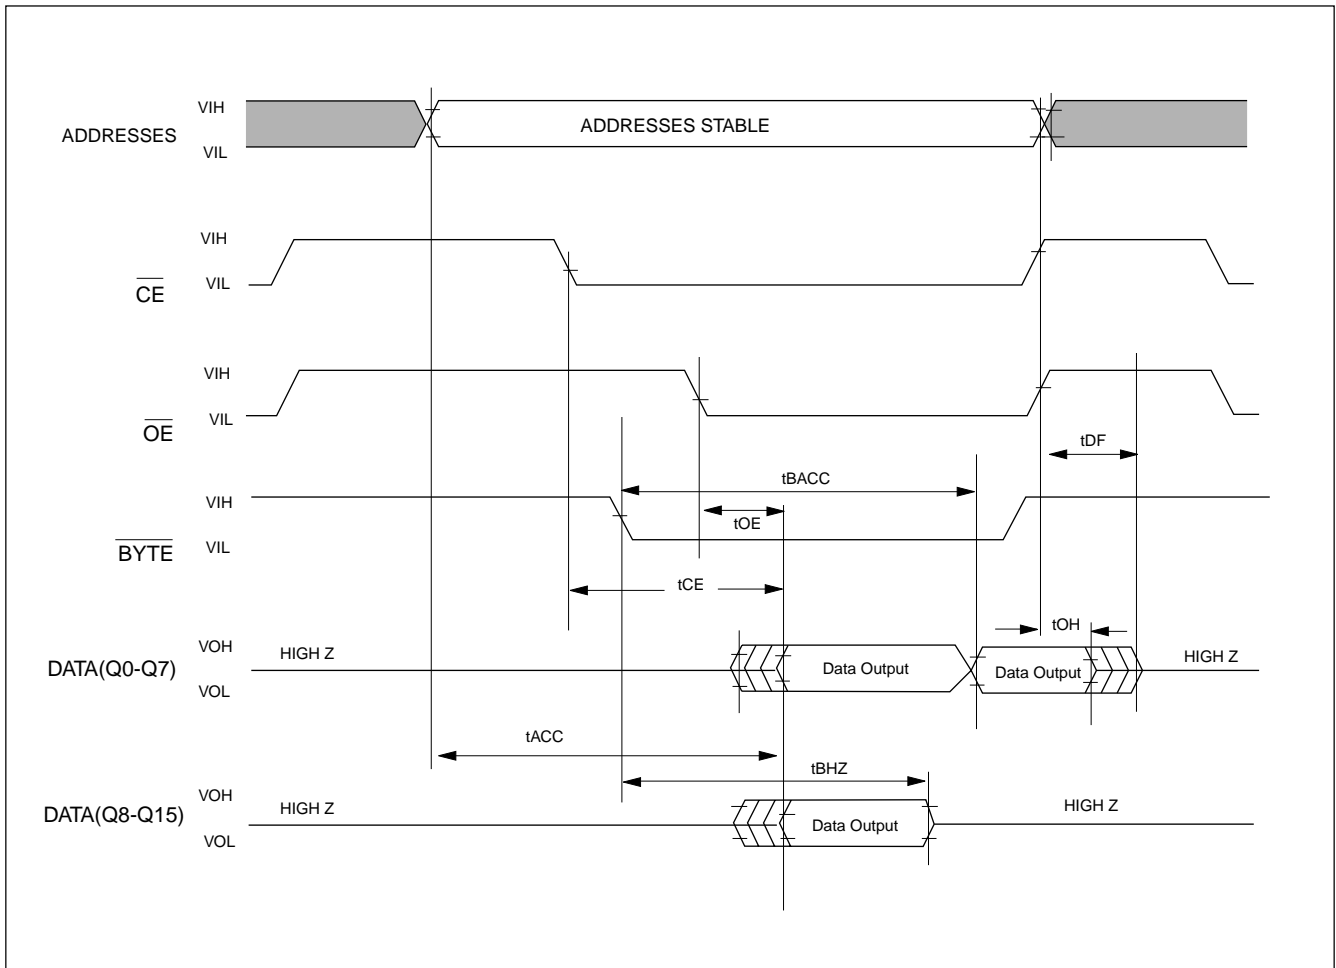 VIH
ADDRESSES
ADDRESSES STABLE
VIL
VIH
CE
VIL
VIH
OE
VIL
tDF
tBACC
VIH
tOE
BYTE
VIL
tCE
tOH
VOH
HIGH Z
DATA(Q0-Q7)
Data Output
Data Output
HIGH Z
VOL
tACC
tBHZ
VOH
HIGH Z
HIGH Z
DATA(Q8-Q15)
Data Output
VOL